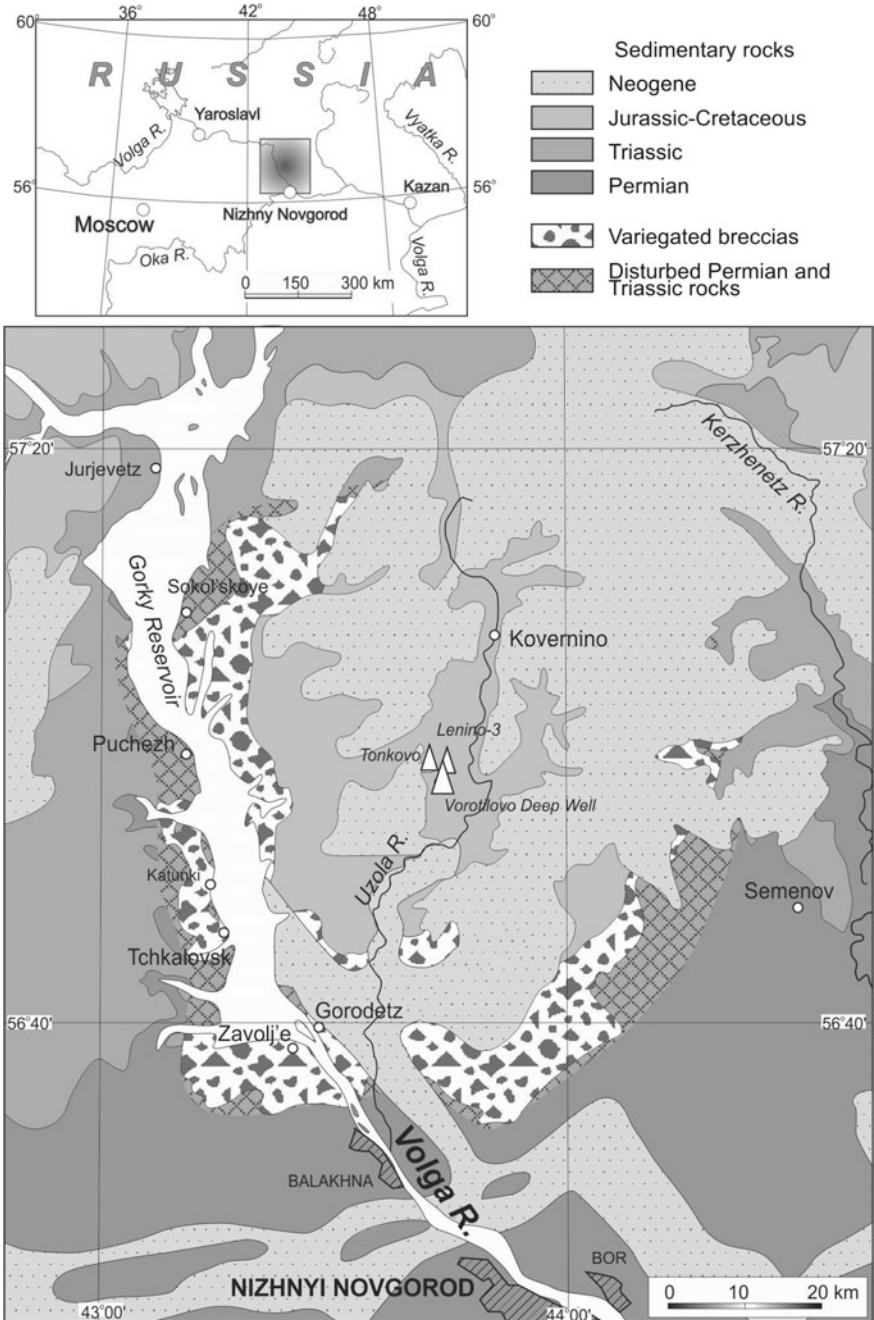 60°
36°
42°
48°
60°
R U S S I A
Yaroslavl
Volga R.
Vyatka R.
56°
56°
Kazan
Nizhny Novgorod
Moscow
Oka R.
Volga R.
0 150 300 km
Sedimentary rocks
Neogene
Jurassic-Cretaceous
Triassic
Permian
Variegated breccias
Disturbed Permian and
Triassic rocks
57°20'
57°20'
Jurjevetz
Kerzhenetz R.
Gorky Reservoir
Sokol'skoye
Kovernino
Puchezh
Lenino-3
Tonkovo
Vorotilovo Deep Well
Uzola R.
Katunki
Semenov
Tchkalovsk
Gorodetz
56°40'
56°40'
Zavolj'e
Volga R.
BALAKHNA
BOR
NIZHNYI NOVGOROD
0 10 20 km
43°00'
44°00'